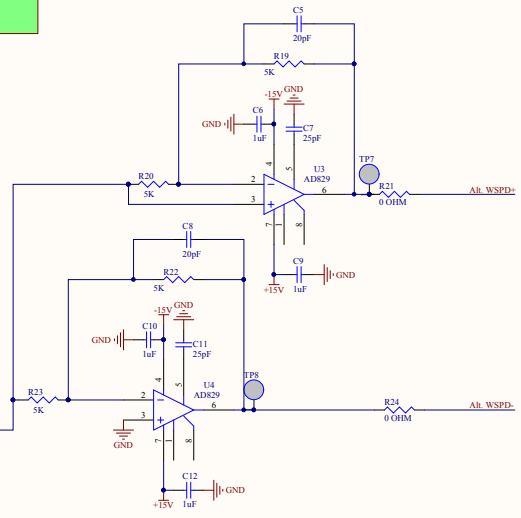 C5
20pF
R19
5K
-15V
GND
C6
GND
1uF
C7
25pF
4
5
U3
AD829
TP7
R20
5K
2
3
6
R21
0 OHM
Alt. WSPD+
7
1
8
C8
20pF
C9
1uF
GND
+15V
R22
5K
-15V
GND
C10
GND
1uF
C11
25pF
4
5
U4
AD829
TP8
R23
5K
2
3
6
R24
0 OHM
Alt. WSPD-
GND
7
1
8
C12
1uF
GND
+15V